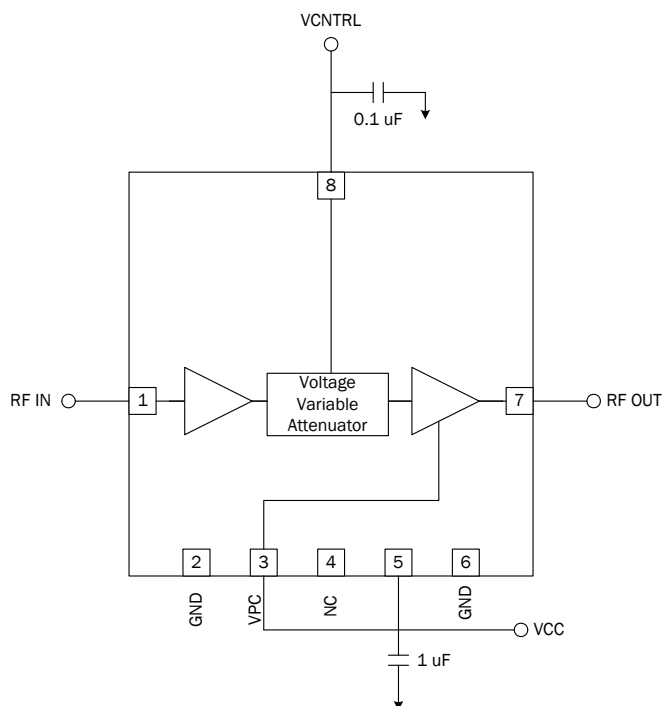 VCNTRL
0.1 uF
8
RF IN
1
Voltage
Variable
Attenuator
7
RF OUT
2
3
4
5
6
GND
VPC
NC
GND
VCC
1 uF